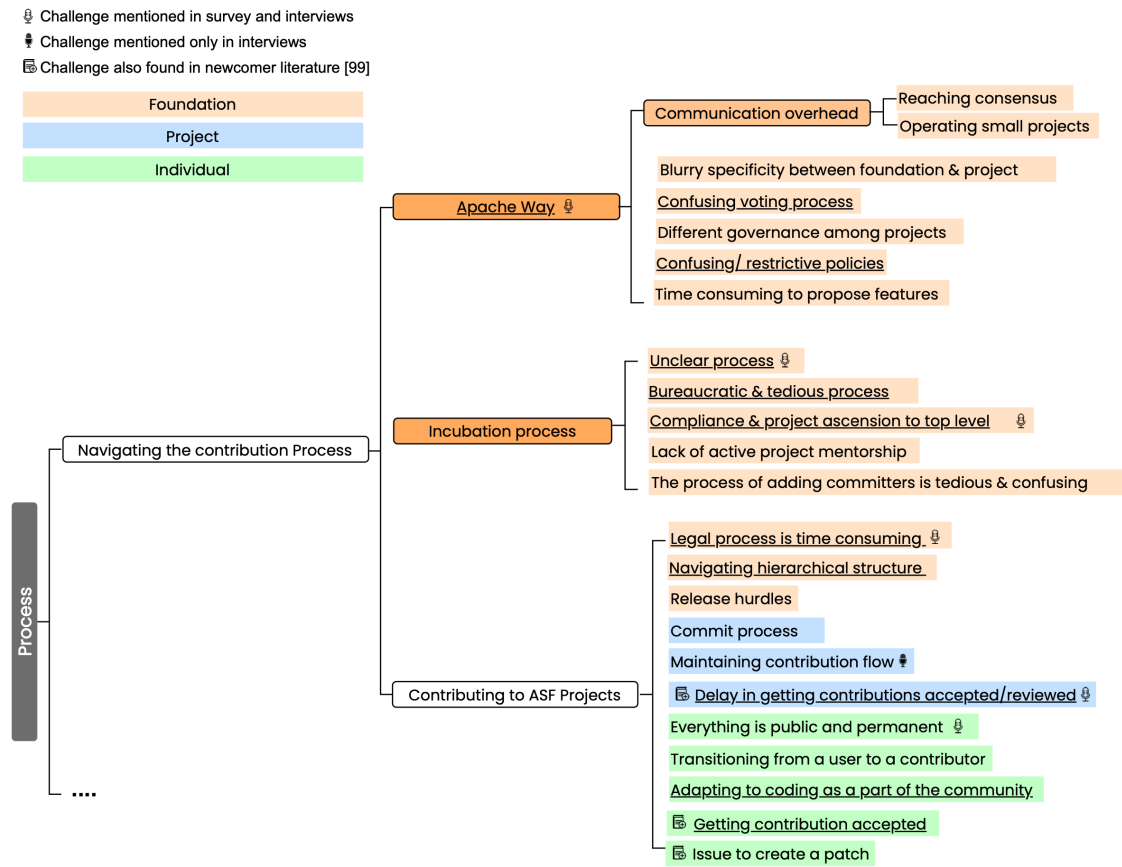 Challenge mentioned in survey and interviews
Challenge mentioned only in interviews
Challenge also found in newcomer literature [99]
Foundation
Project
Individual
Process
Navigating the contribution Process
....
Apache Way
Communication overhead
Reaching consensus
Operating small projects
Blurry specificity between foundation & project
Confusing voting process
Different governance among projects
Confusing/ restrictive policies
Time consuming to propose features
Incubation process
Unclear process
Bureaucratic & tedious process
Compliance & project ascension to top level
Lack of active project mentorship
The process of adding committers is tedious & confusing
Contributing to ASF Projects
Legal process is time consuming
Navigating hierarchical structure
Release hurdles
Commit process
Maintaining contribution flow
Delay in getting contributions accepted/reviewed
Everything is public and permanent
Transitioning from a user to a contributor
Adapting to coding as a part of the community
Getting contribution accepted
Issue to create a patch